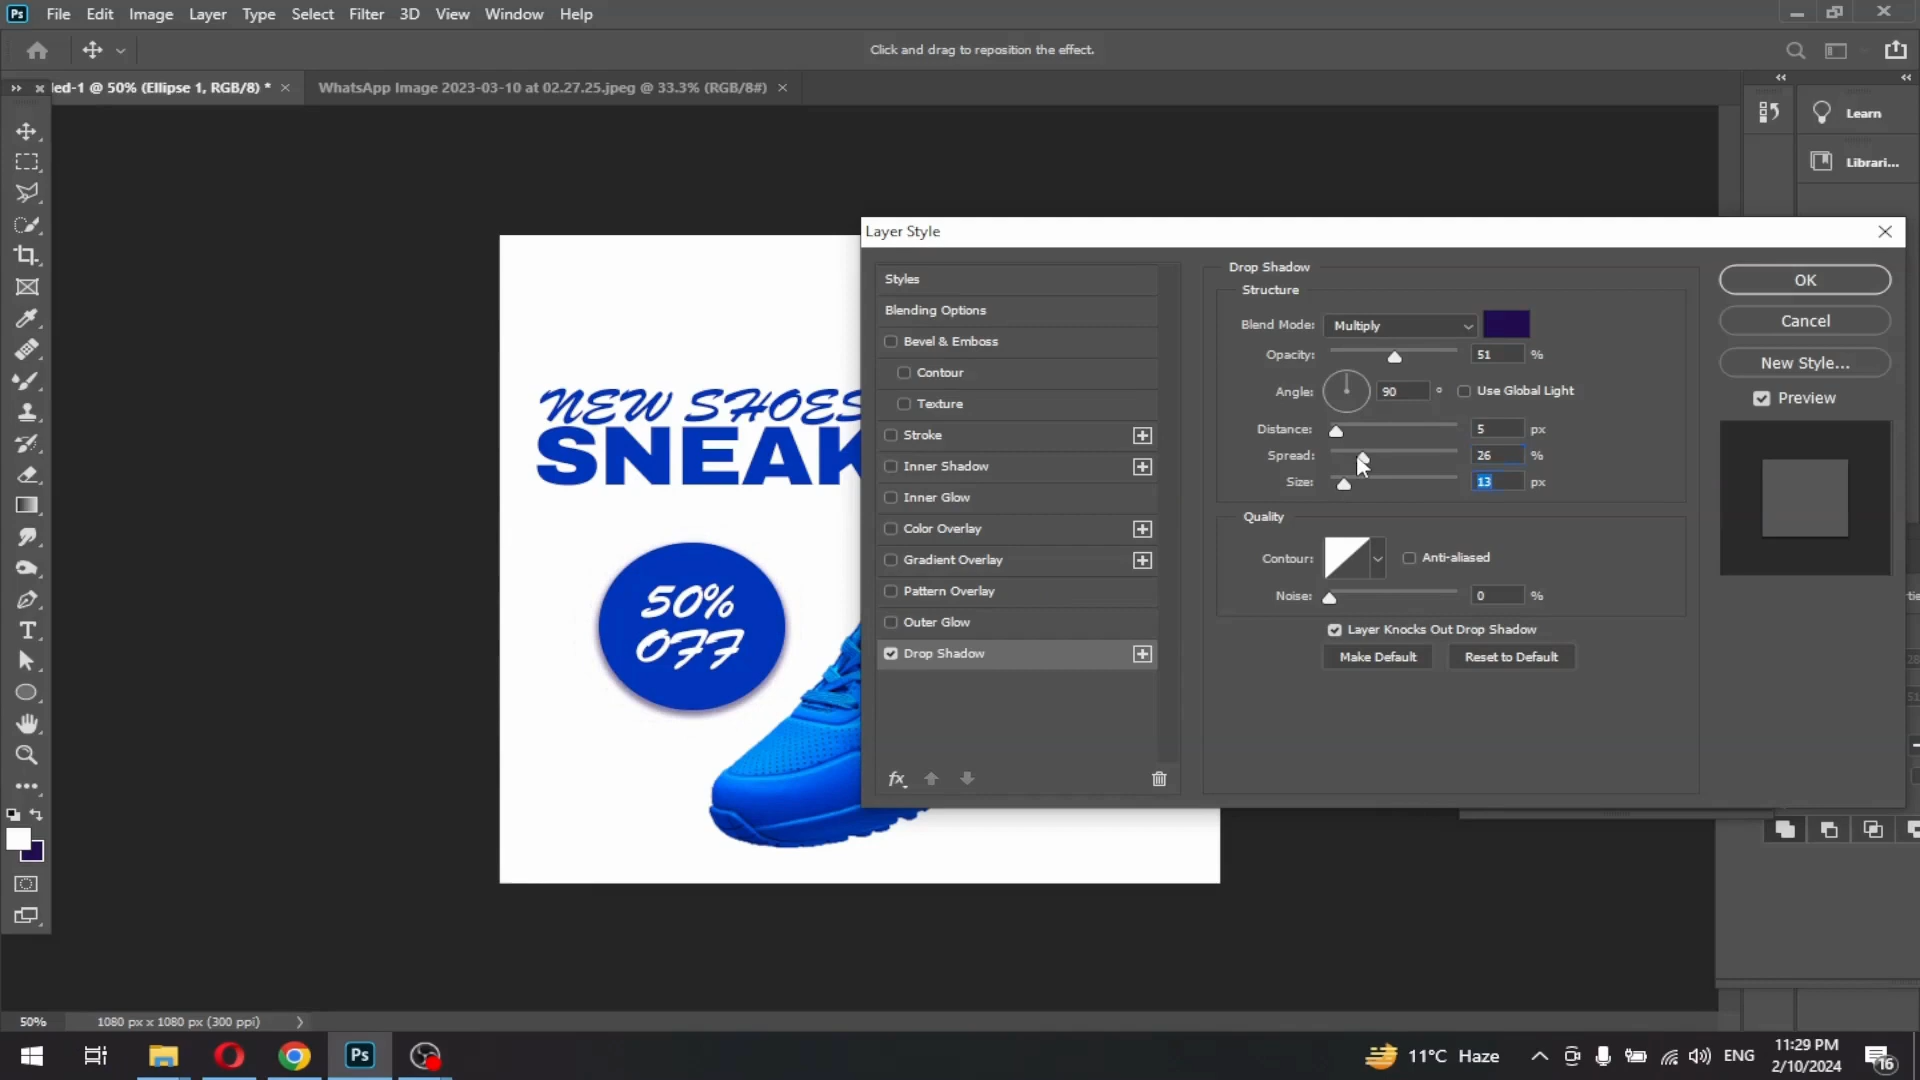 Ps File Edit Image Layer Type Select Filter 3D View Window Help
Click and drag to reposition the effect.
led-1 @ 50% (Ellipse 1, RGB/8) * WhatsApp Image 2023-03-10 at 02.27.25.jpeg @ 33.3% (RGB/8#)
Learn
Librari...
NEW SHOES
SNEAK
50%
OFF
Layer Style
Styles
Blending Options
Bevel & Emboss
Contour
Texture
Stroke
Inner Shadow
Inner Glow
Color Overlay
Gradient Overlay
Pattern Overlay
Outer Glow
Drop Shadow
fx
Drop Shadow
Structure
Blend Mode: Multiply
Opacity: 51 %
Angle: 90 ° Use Global Light
Distance: 5 px
Spread: 26 %
Size: 13 px
Quality
Contour: Anti-aliased
Noise: 0 %
Layer Knocks Out Drop Shadow
Make Default Reset to Default
OK
Cancel
New Style...
Preview
50% 1080 px x 1080 px (300 ppi)
Ps
11°C Haze ENG 11:29 PM
2/10/2024
16